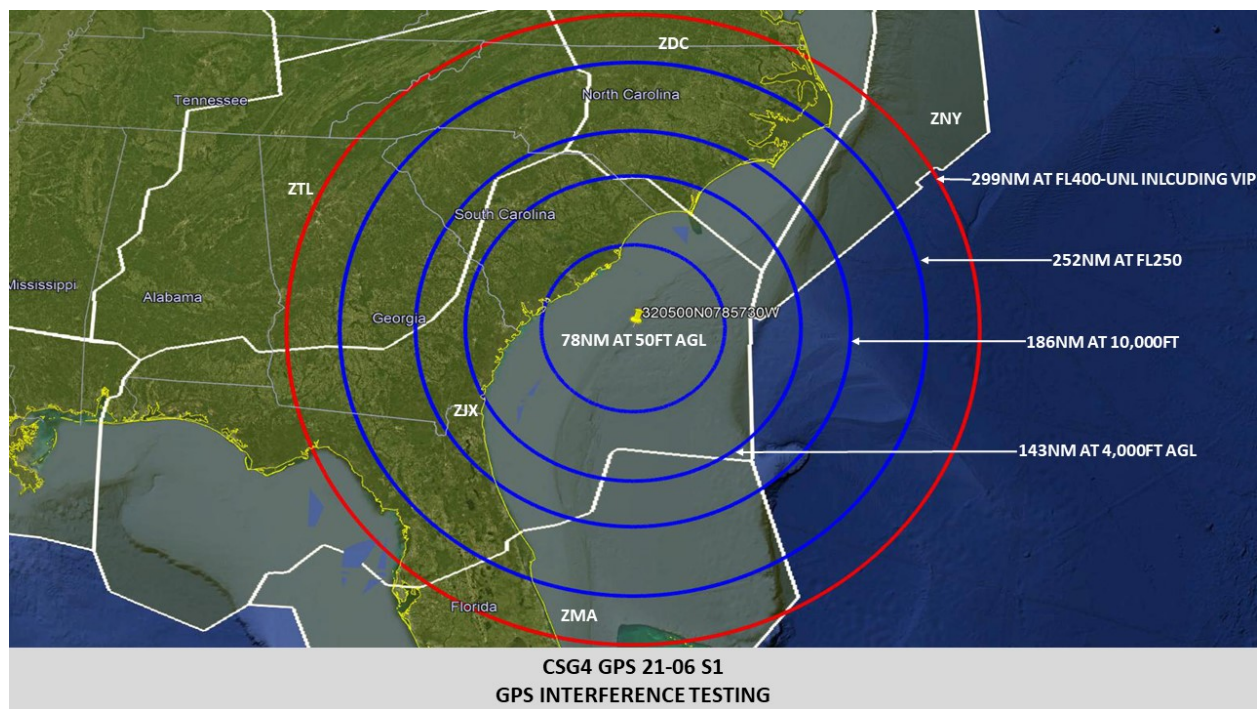 ZDC
Tennessee
North Carolina
ZNY
299NM AT FL400-UNL INLCUDING VIP
ZTL
South Carolina
252NM AT FL250
Mississippi
Alabama
Georgia
320500N0785730W
78NM AT 50FT AGL
186NM AT 10,000FT
ZJX
143NM AT 4,000FT AGL
Florida
ZMA
CSG4 GPS 21-06 S1
GPS INTERFERENCE TESTING